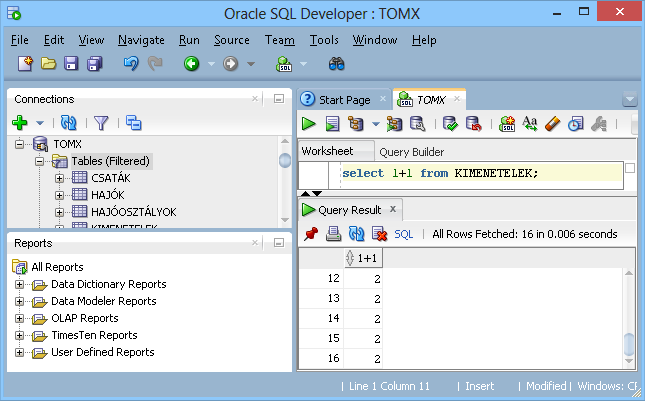 Oracle SQL Developer : TOMX
File Edit View Navigate Run Source Team Tools Window Help
SQL
Connections
TOMX
Tables (Filtered)
CSATÁK
HAJÓK
HAJÓOSZTÁLYOK
KIMENETELEK
Reports
All Reports
Data Dictionary Reports
Data Modeler Reports
OLAP Reports
TimesTen Reports
User Defined Reports
Start Page
TOMX
Worksheet Query Builder
select 1+1 from KIMENETELEK;
Query Result x
SQL | All Rows Fetched: 16 in 0.006 seconds
1+1
12 2
13 2
14 2
15 2
16 2
| Line 1 Column 11 | Insert | Modified | Windows: CF